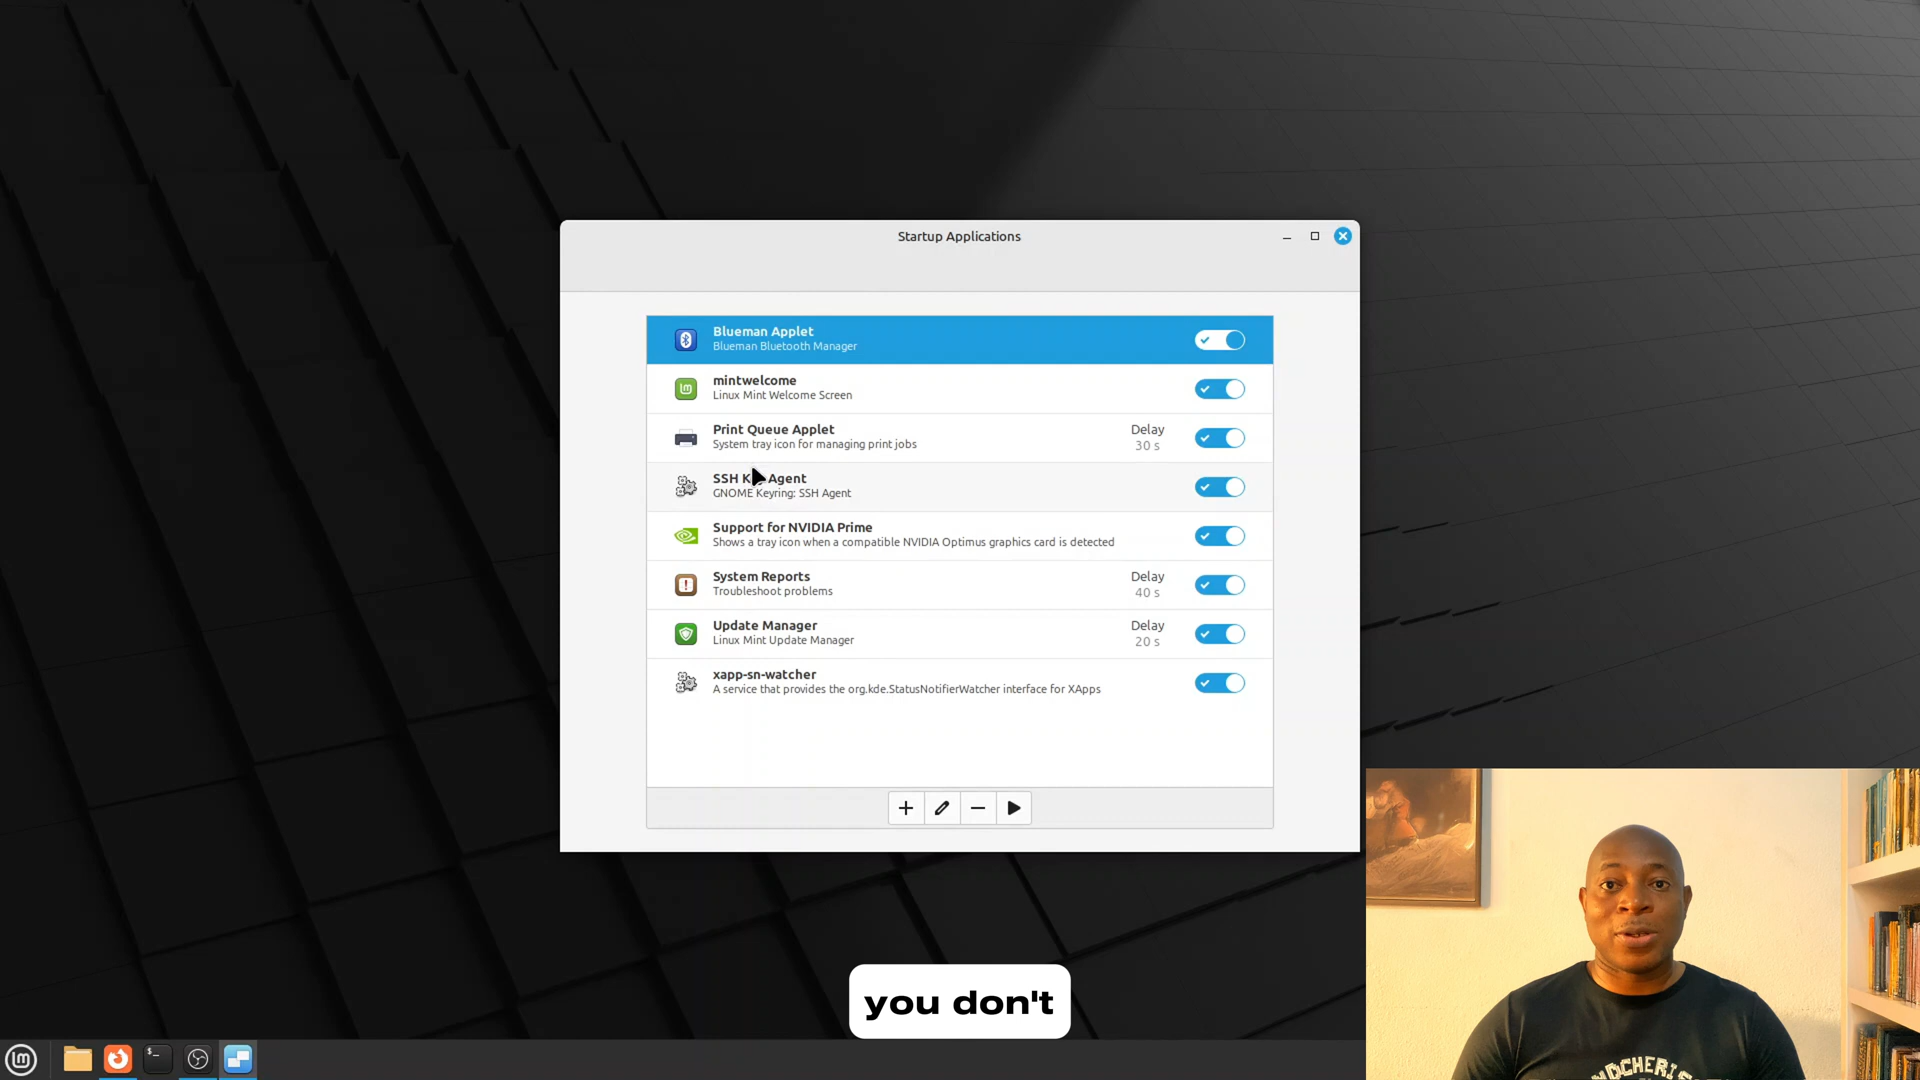 Startup Applications
Blueman Applet
Blueman Bluetooth Manager
mintwelcome
Linux Mint Welcome Screen
Print Queue Applet
System tray icon for managing print jobs
Delay
30 s
SSH K Agent
GNOME Keyring: SSH Agent
Support for NVIDIA Prime
Shows a tray icon when a compatible NVIDIA Optimus graphics card is detected
System Reports
Troubleshoot problems
Delay
40 s
Update Manager
Linux Mint Update Manager
Delay
20 s
xapp-sn-watcher
A service that provides the org.kde.StatusNotifierWatcher interface for XApps
you don't